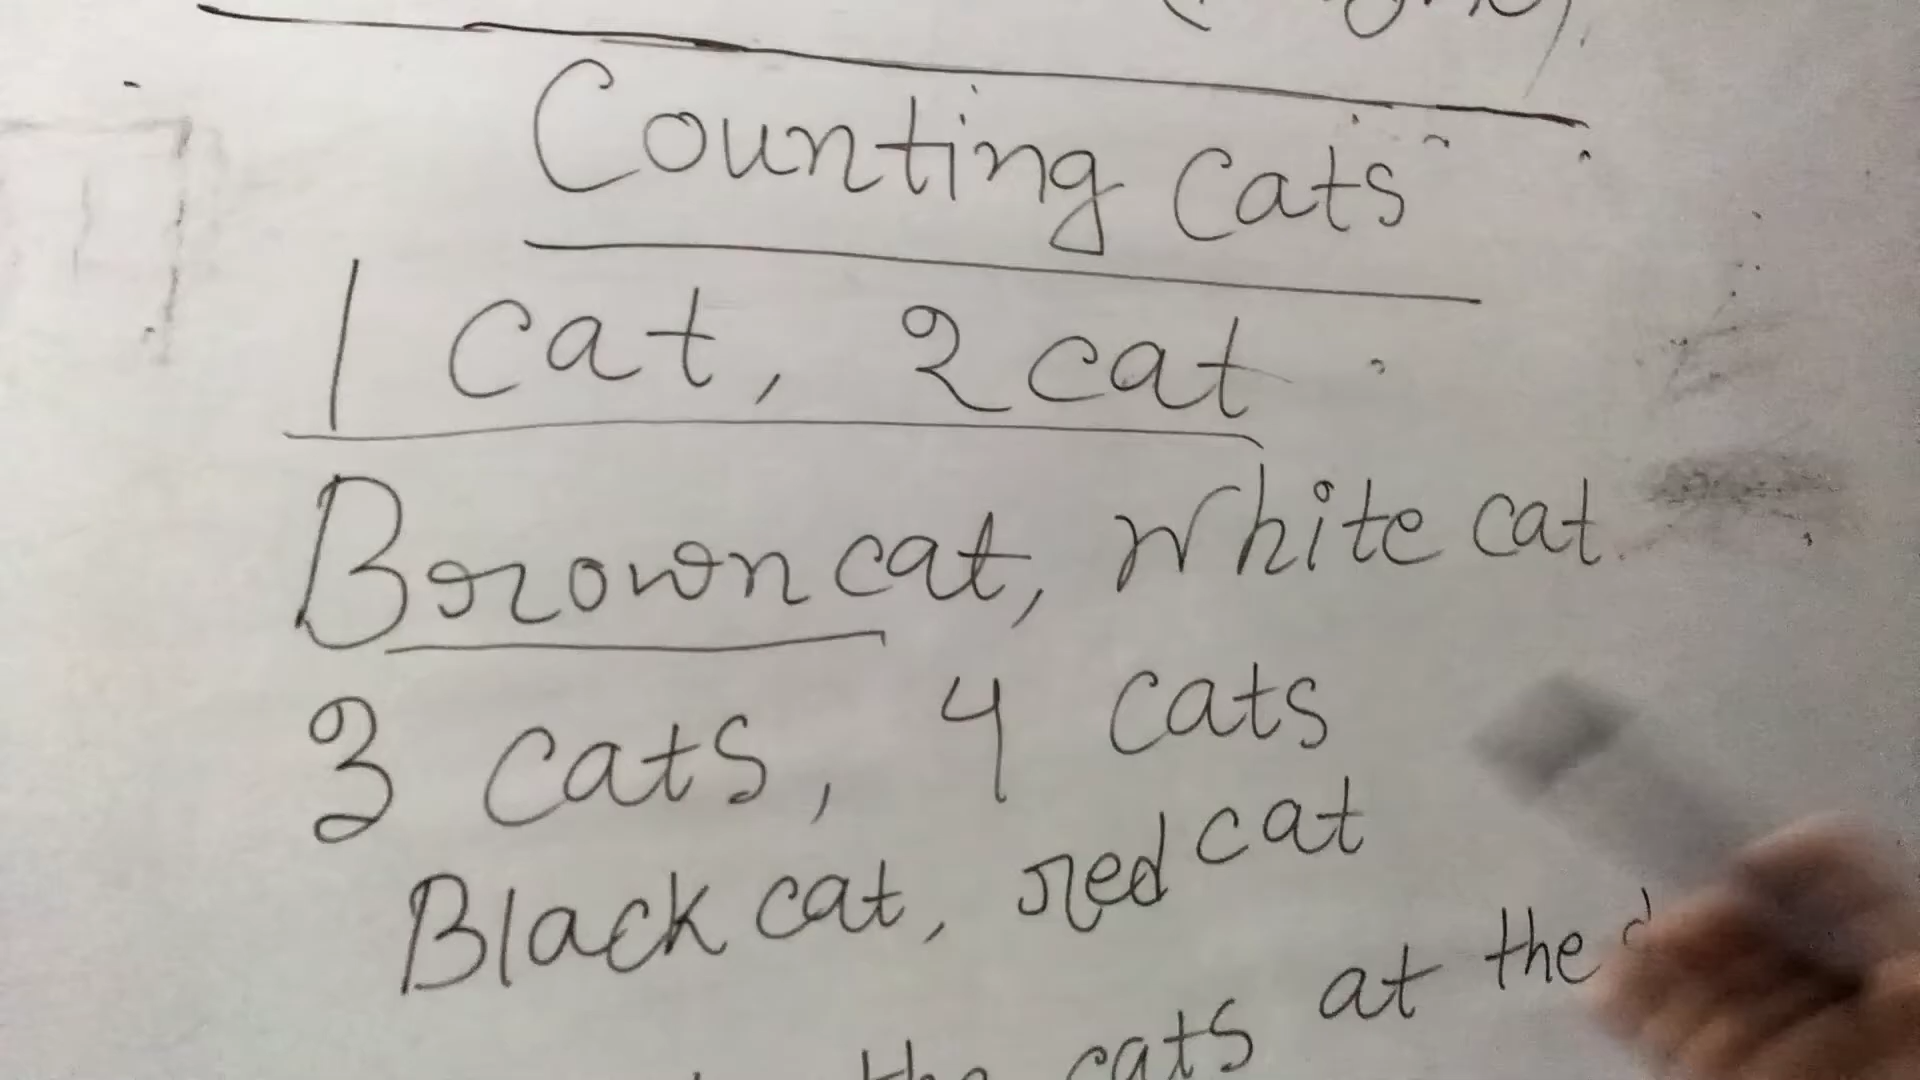 Counting Cats
1 cat, 2 cat
Brown cat, White cat
3 cats, 4 cats
Black cat, red cat
the cats at the